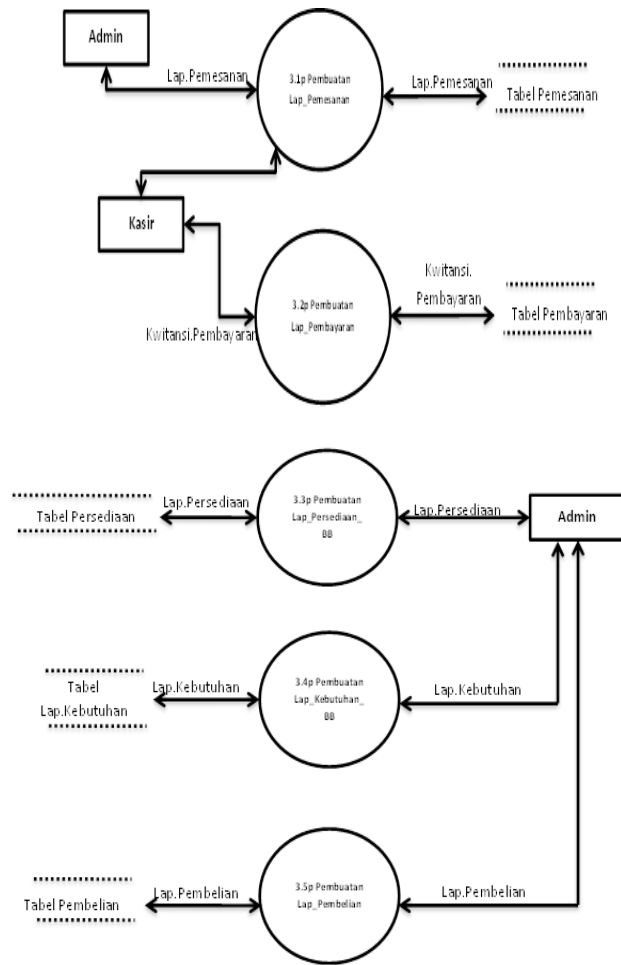 Admin
Lap.Pemesanan
3.1p Pembuatan
Lap_Pemesanan
Lap.Pemesanan
Tabel Pemesanan
Kasir
Kwitansi.Pembayaran
3.2p Pembuatan
Lap_Pembayaran
Kwitansi.
Pembayaran
Tabel Pembayaran
Tabel Persediaan
Lap.Persediaan
3.3p Pembuatan
Lap_Persediaan_
BB
Lap.Persediaan
Admin
Tabel
Lap.Kebutuhan
Lap.Kebutuhan
3.4p Pembuatan
Lap_Kebutuhan_
BB
Lap.Kebutuhan
Tabel Pembelian
Lap.Pembelian
3.5p Pembuatan
Lap_Pembelian
Lap.Pembelian